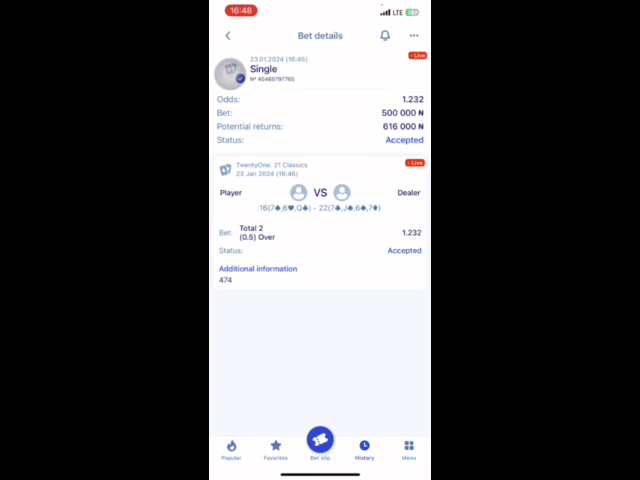 16:48
LTE
Bet details
Live
23.01.2024 (16:45)
Single
Nº 45460797765
Odds: 1.232
Bet: 500 000 ₦
Potential returns: 616 000 ₦
Status: Accepted
Live
TwentyOne. 21 Classics
23 Jan 2024 (16:46)
Player VS Dealer
16(7♠,6♥,Q♣) - 22(7♣,J♠,6♠,7♦)
Bet: Total 2 1.232
(0.5) Over
Status: Accepted
Additional information
474
Popular Favorites Bet slip History Menu